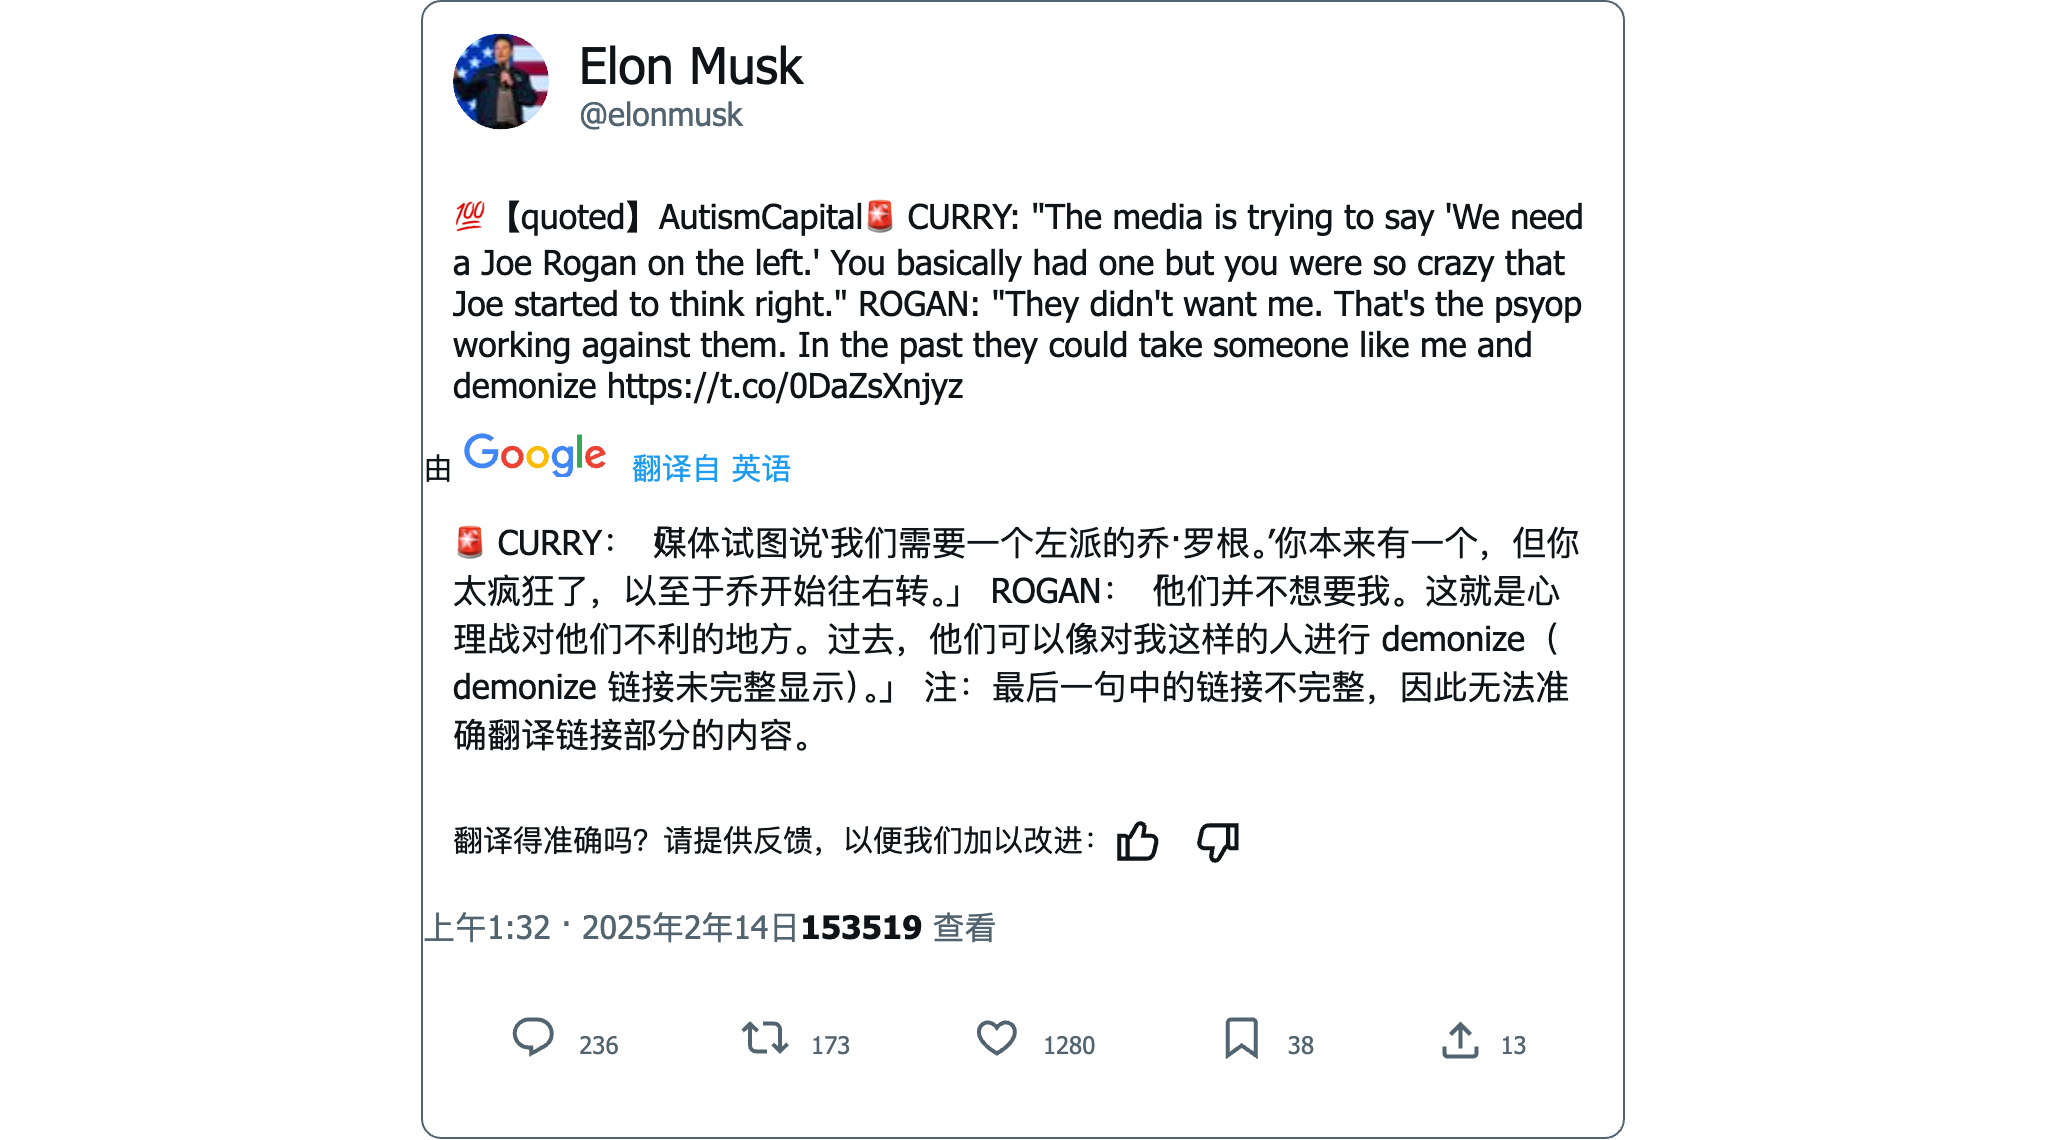 Elon Musk
@elonmusk
💯【quoted】AutismCapital🚨 CURRY: "The media is trying to say 'We need
a Joe Rogan on the left.' You basically had one but you were so crazy that
Joe started to think right." ROGAN: "They didn't want me. That's the psyop
working against them. In the past they could take someone like me and
demonize https://t.co/0DaZsXnjyz
由 Google 翻译自 英语
🚨 CURRY：「媒体试图说‘我们需要一个左派的乔·罗根。’你本来有一个，但你
太疯狂了，以至于乔开始往右转。」 ROGAN：「他们并不想要我。这就是心
理战对他们不利的地方。过去，他们可以像对我这样的人进行 demonize（
demonize 链接未完整显示）。」 注：最后一句中的链接不完整，因此无法准
确翻译链接部分的内容。
翻译得准确吗？请提供反馈，以便我们加以改进：
上午1:32 · 2025年2年14日153519 查看
236 173 1280 38 13